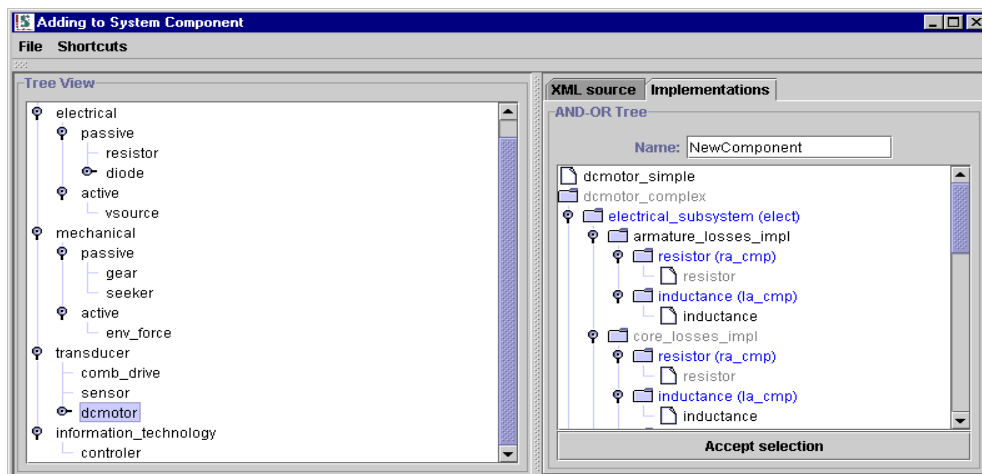 Adding to System Component
File Shortcuts
Tree View
electrical
passive
resistor
diode
active
vsource
mechanical
passive
gear
seeker
active
env_force
transducer
comb_drive
sensor
dcmotor
information_technology
controler
XML source Implementations
AND-OR Tree
Name: NewComponent
dcmotor_simple
dcmotor_complex
electrical_subsystem (elect)
armature_losses_impl
resistor (ra_cmp)
resistor
inductance (la_cmp)
inductance
core_losses_impl
resistor (ra_cmp)
resistor
inductance (la_cmp)
inductance
Accept selection